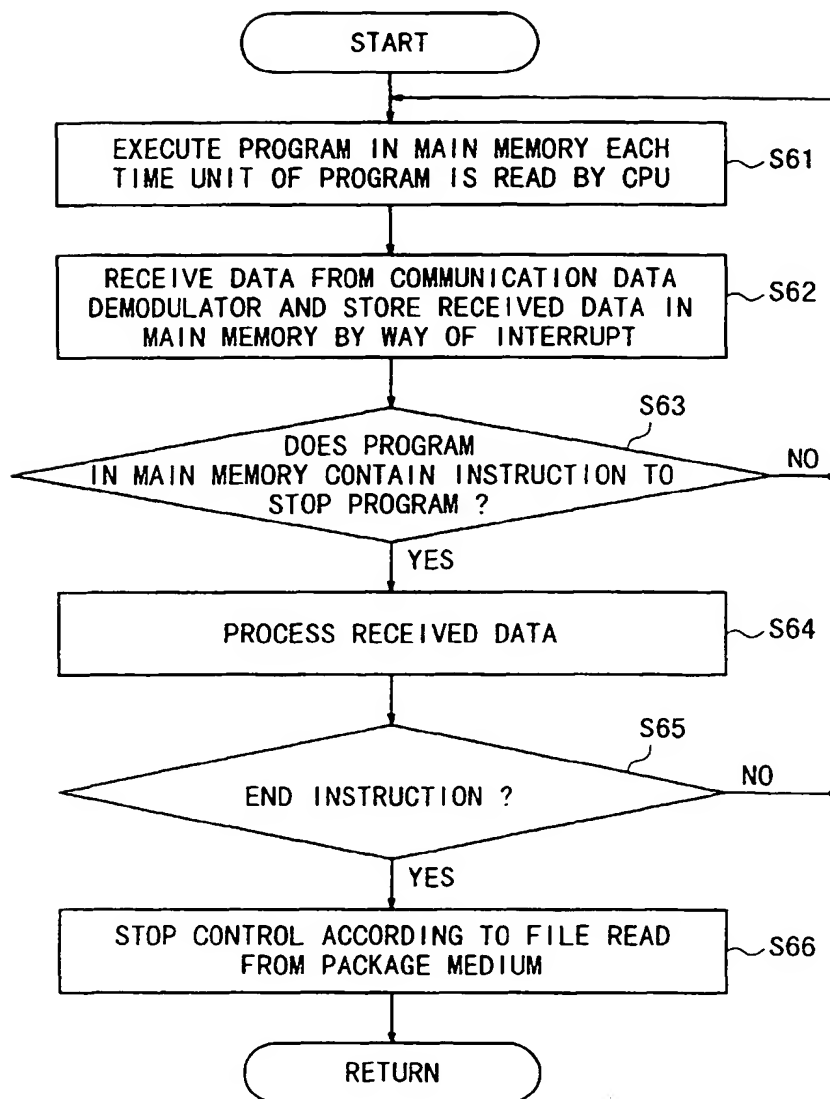 START
EXECUTE PROGRAM IN MAIN MEMORY EACH
TIME UNIT OF PROGRAM IS READ BY CPU
S61
RECEIVE DATA FROM COMMUNICATION DATA
DEMODULATOR AND STORE RECEIVED DATA IN
MAIN MEMORY BY WAY OF INTERRUPT
S62
S63
DOES PROGRAM
IN MAIN MEMORY CONTAIN INSTRUCTION TO
STOP PROGRAM ?
NO
YES
PROCESS RECEIVED DATA
S64
S65
END INSTRUCTION ?
NO
YES
STOP CONTROL ACCORDING TO FILE READ
FROM PACKAGE MEDIUM
S66
RETURN